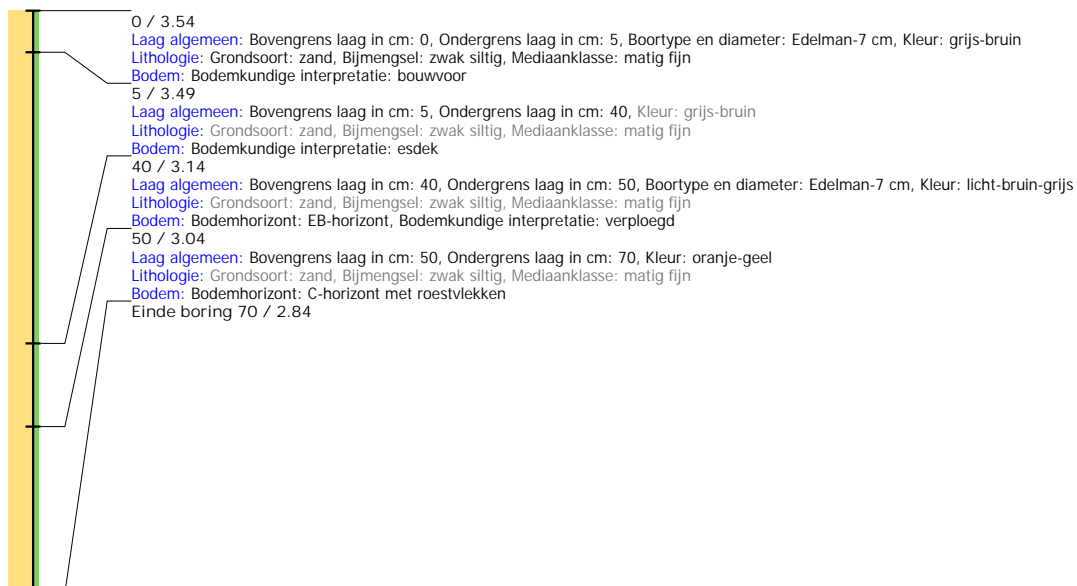 0 / 3.54
Laag algemeen: Bovengrens laag in cm: 0, Ondergrens laag in cm: 5, Boortype en diameter: Edelman-7 cm, Kleur: grijs-bruin
Lithologie: Grondsoort: zand, Bijmengsel: zwak siltig, Mediaanklasse: matig fijn
Bodem: Bodemkundige interpretatie: bouwvoor
5 / 3.49
Laag algemeen: Bovengrens laag in cm: 5, Ondergrens laag in cm: 40, Kleur: grijs-bruin
Lithologie: Grondsoort: zand, Bijmengsel: zwak siltig, Mediaanklasse: matig fijn
Bodem: Bodemkundige interpretatie: esdek
40 / 3.14
Laag algemeen: Bovengrens laag in cm: 40, Ondergrens laag in cm: 50, Boortype en diameter: Edelman-7 cm, Kleur: licht-bruin-grijs
Lithologie: Grondsoort: zand, Bijmengsel: zwak siltig, Mediaanklasse: matig fijn
Bodem: Bodemhorizont: EB-horizont, Bodemkundige interpretatie: verploegd
50 / 3.04
Laag algemeen: Bovengrens laag in cm: 50, Ondergrens laag in cm: 70, Kleur: oranje-geel
Lithologie: Grondsoort: zand, Bijmengsel: zwak siltig, Mediaanklasse: matig fijn
Bodem: Bodemhorizont: C-horizont met roestvlekken
Einde boring 70 / 2.84